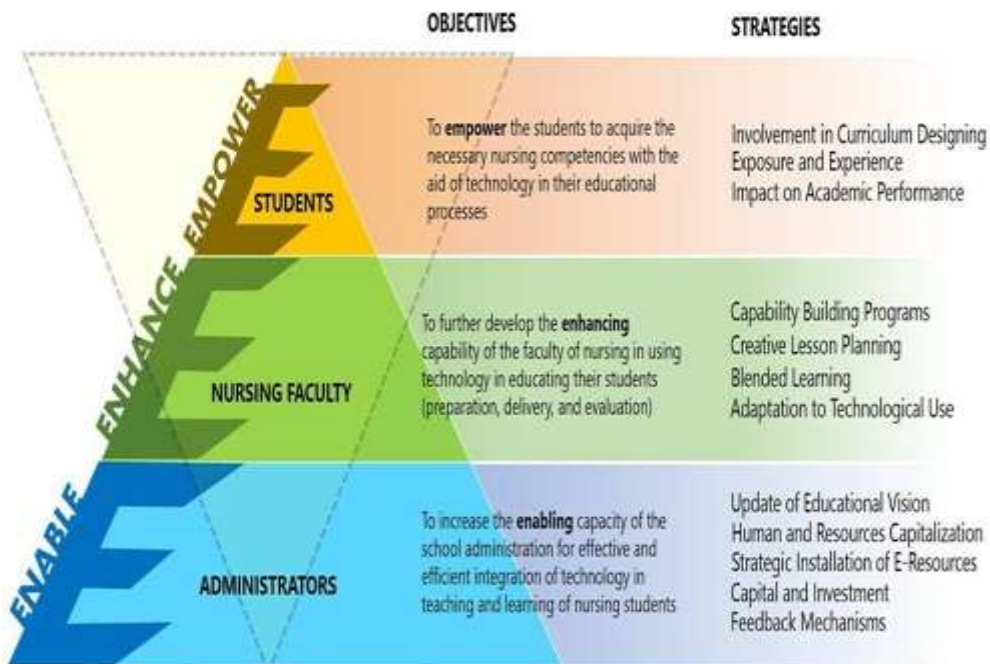 OBJECTIVES
STRATEGIES
EMPOWER
STUDENTS
To empower the students to acquire the
necessary nursing competencies with the
aid of technology in their educational
processes
Involvement in Curriculum Designing
Exposure and Experience
Impact on Academic Performance
ENHANCE
NURSING FACULTY
To further develop the enhancing
capability of the faculty of nursing in using
technology in educating their students
(preparation, delivery, and evaluation)
Capability Building Programs
Creative Lesson Planning
Blended Learning
Adaptation to Technological Use
ENABLE
ADMINISTRATORS
To increase the enabling capacity of the
school administration for effective and
efficient integration of technology in
teaching and learning of nursing students
Update of Educational Vision
Human and Resources Capitalization
Strategic Installation of E-Resources
Capital and Investment
Feedback Mechanisms